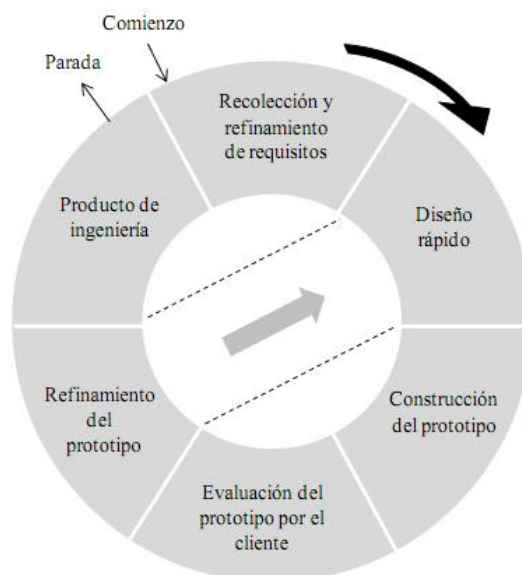 Comienzo
Parada
Recolección y
refinamiento
de requisitos
Diseño
rápido
Construcción
del prototipo
Evaluación del
prototipo por el
cliente
Refinamiento
del
prototipo
Producto de
ingeniería